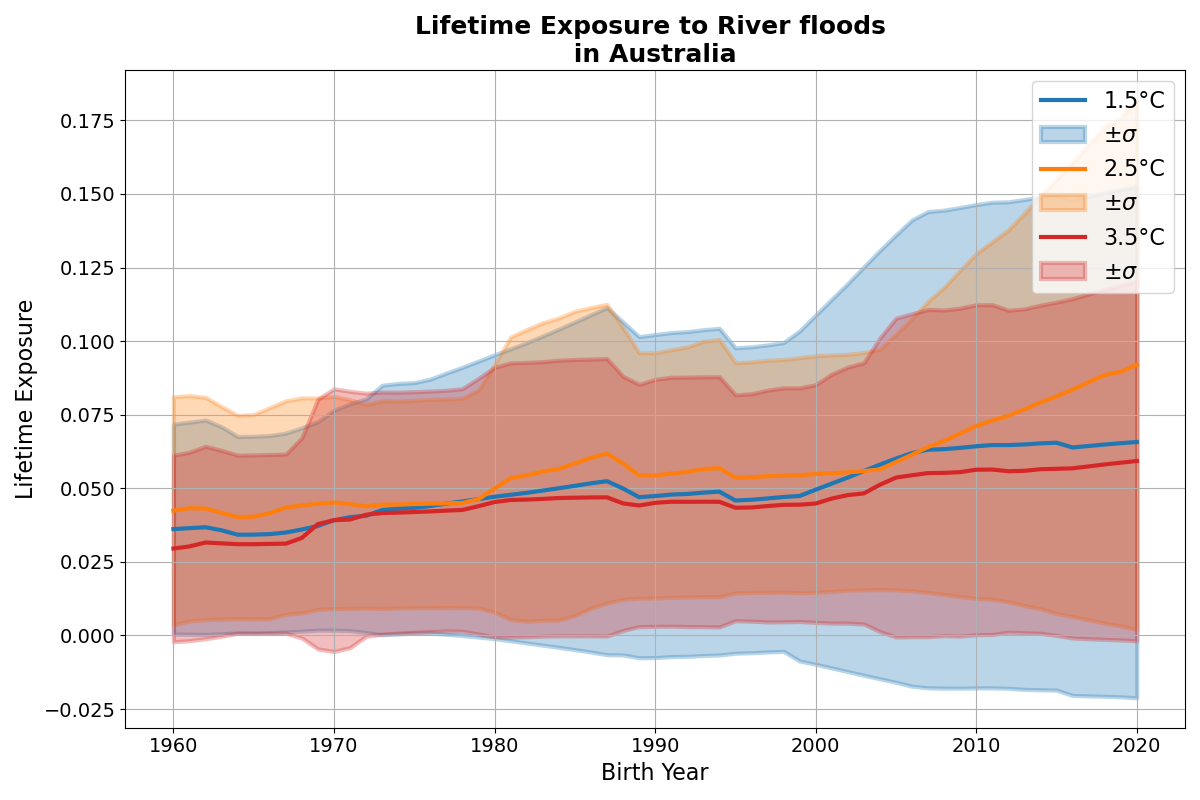 Lifetime Exposure to River floods
in Australia
Lifetime Exposure
0.175
0.150
0.125
0.100
0.075
0.050
0.025
0.000
−0.025
1.5°C
±σ
2.5°C
±σ
3.5°C
±σ
1960 1970 1980 1990 2000 2010 2020
Birth Year